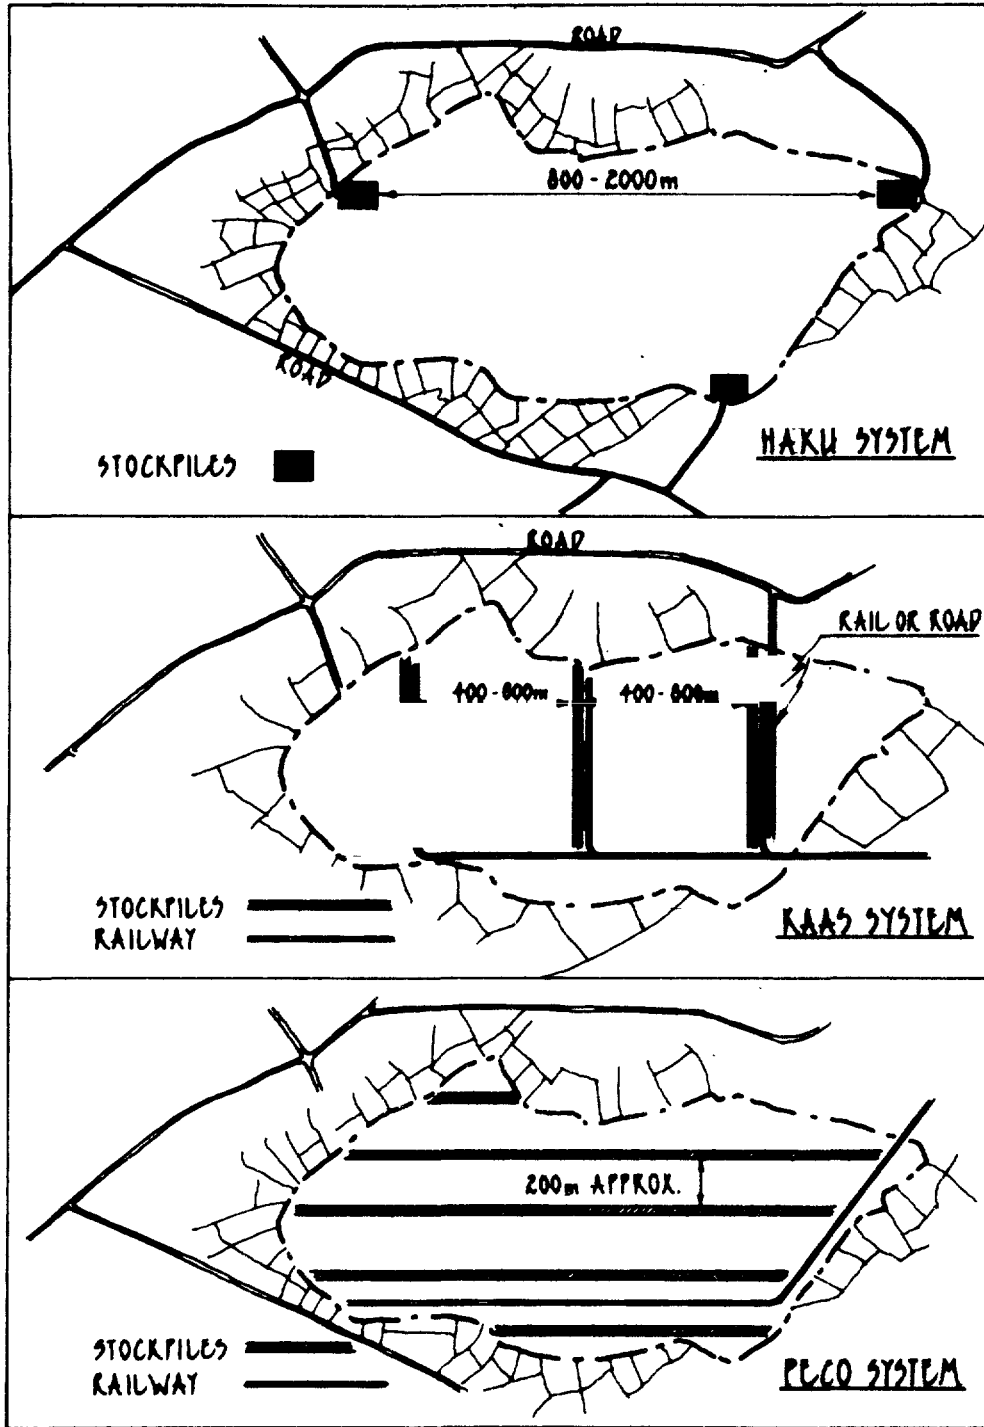 ROAD
800 - 2000m
ROAD
HAKU SYSTEM
STOCKPILES
ROAD
RAIL OR ROAD
400 - 800m 400 - 800m
STOCKPILES
RAILWAY
KAAS SYSTEM
200m APPROX.
STOCKPILES
RAILWAY
PECO SYSTEM